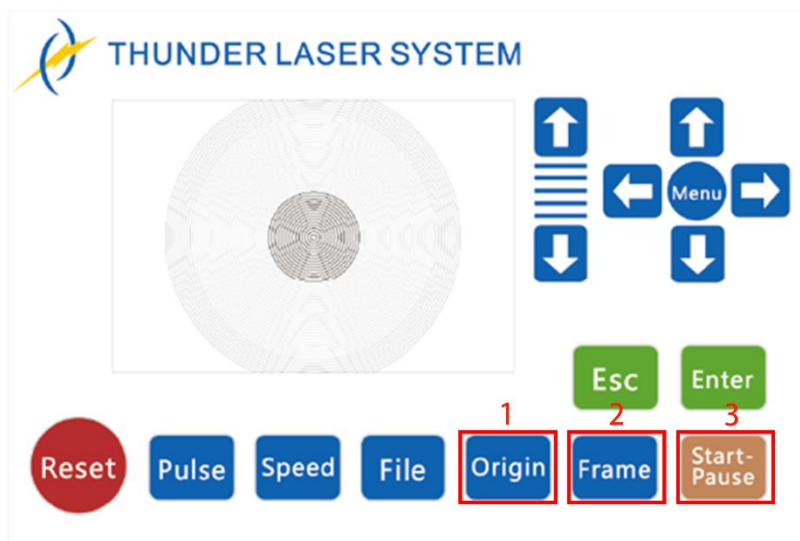 THUNDER LASER SYSTEM
Menu
Esc
Enter
1
2
3
Reset
Pulse
Speed
File
Origin
Frame
Start-
Pause